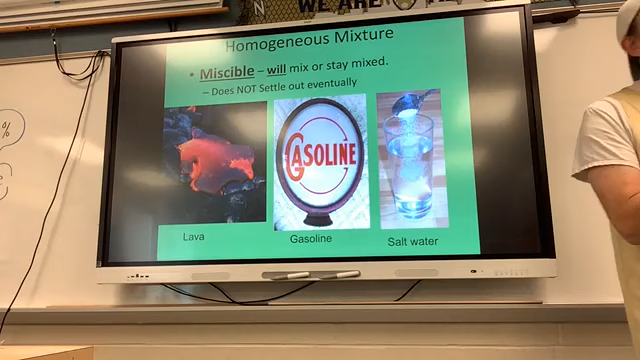 N
WE ARE
%
Homogeneous Mixture
• Miscible – will mix or stay mixed.
– Does NOT Settle out eventually
GASOLINE
Lava
Gasoline
Salt water